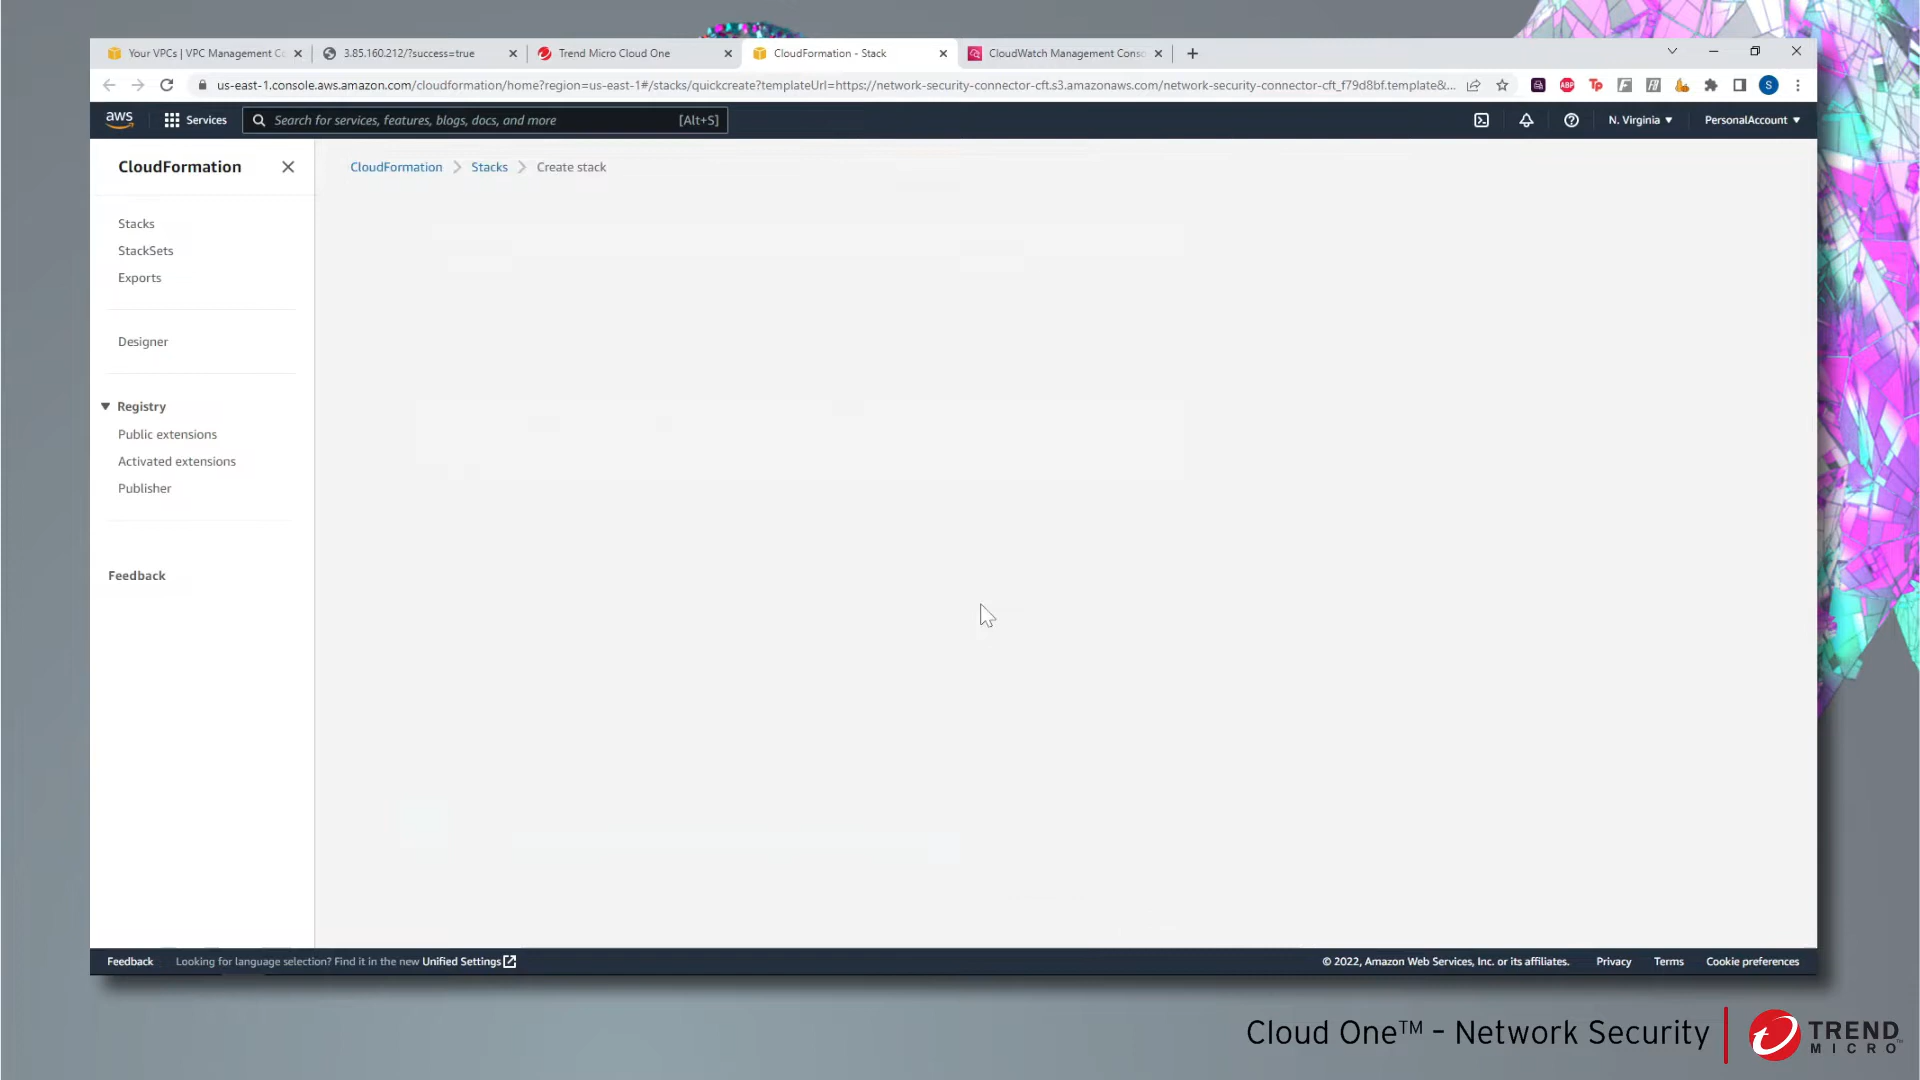 Your VPCs | VPC Management Co
3.85.160.212/?success=true
Trend Micro Cloud One
CloudFormation - Stack
CloudWatch Management Conso
us-east-1.console.aws.amazon.com/cloudformation/home?region=us-east-1#/stacks/quickcreate?templateUrl=https://network-security-connector-cft.s3.amazonaws.com/network-security-connector-cft_f79d8bf.template&...
ABP
Tp
S
aws
Services
Search for services, features, blogs, docs, and more
[Alt+S]
N. Virginia
PersonalAccount
CloudFormation
CloudFormation
Stacks
Create stack
Stacks
StackSets
Exports
Designer
Registry
Public extensions
Activated extensions
Publisher
Feedback
Feedback
Looking for language selection? Find it in the new Unified Settings
© 2022, Amazon Web Services, Inc. or its affiliates.
Privacy
Terms
Cookie preferences
Cloud One™ – Network Security
TREND
MICRO